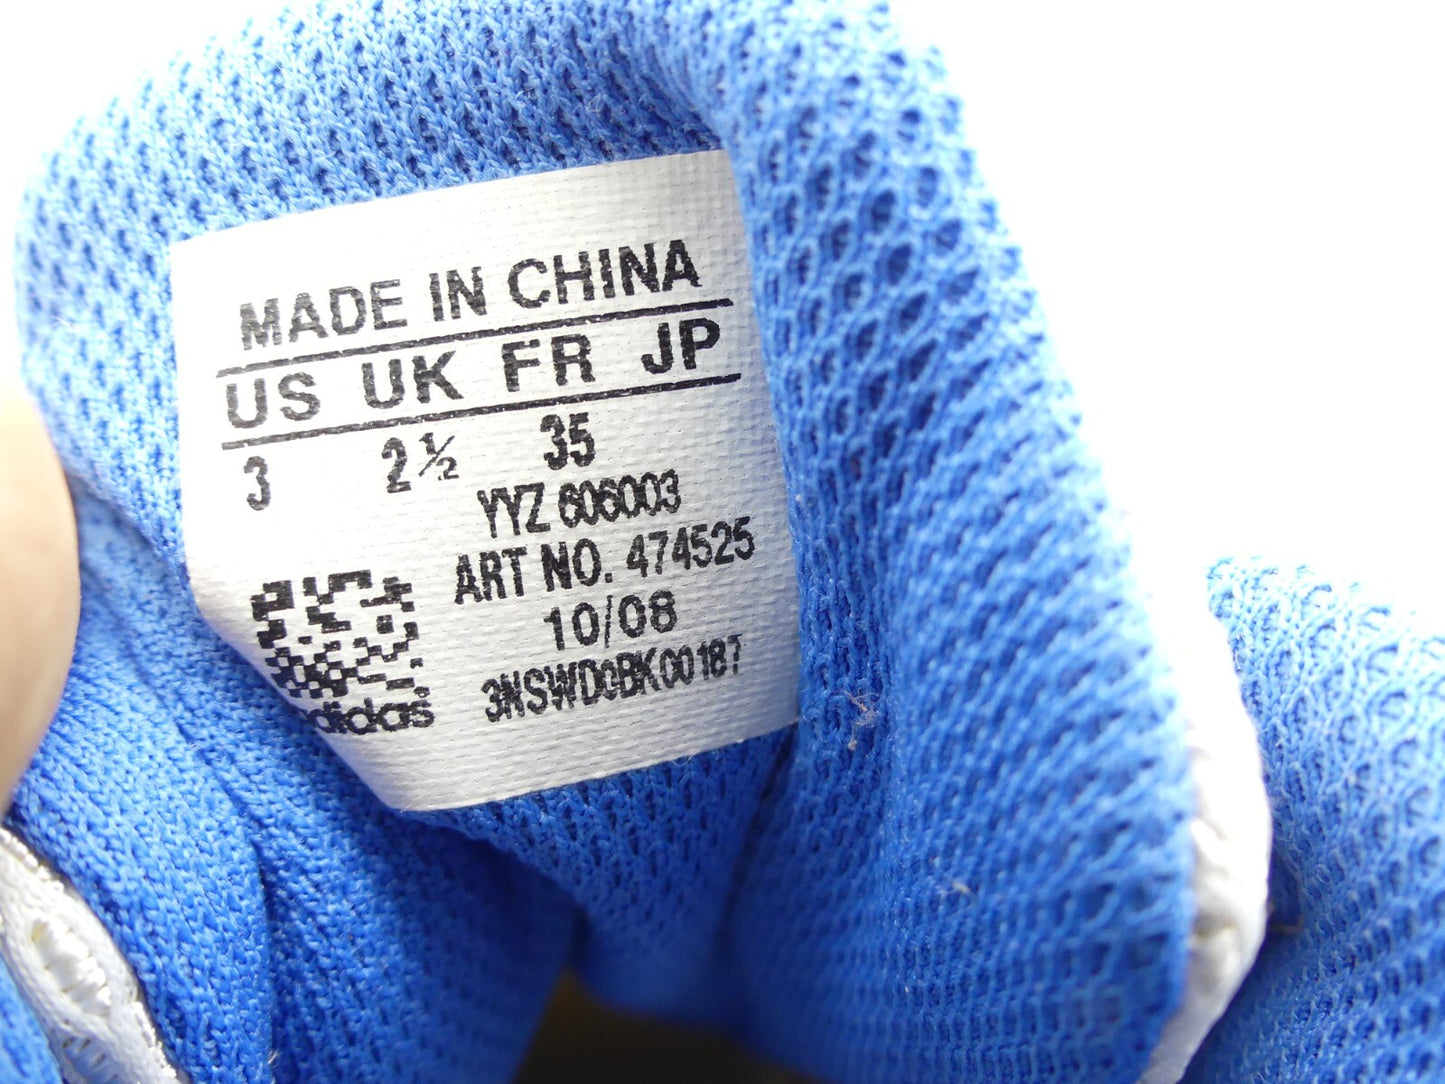 MADE IN CHINA
US UK FR JP
3 2½ 35
YYZ 606003
ART NO. 474525
10/08
3NSWD0BK00187
adidas